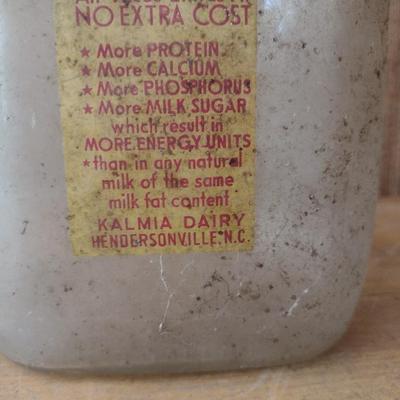 NO EXTRA COST
★ More PROTEIN
★ More CALCIUM
★ More PHOSPHORUS
★ More MILK SUGAR
which result in
MORE ENERGY UNITS
★ than in any natural
milk of the same
milk fat content
KALMIA DAIRY
HENDERSONVILLE, N.C.